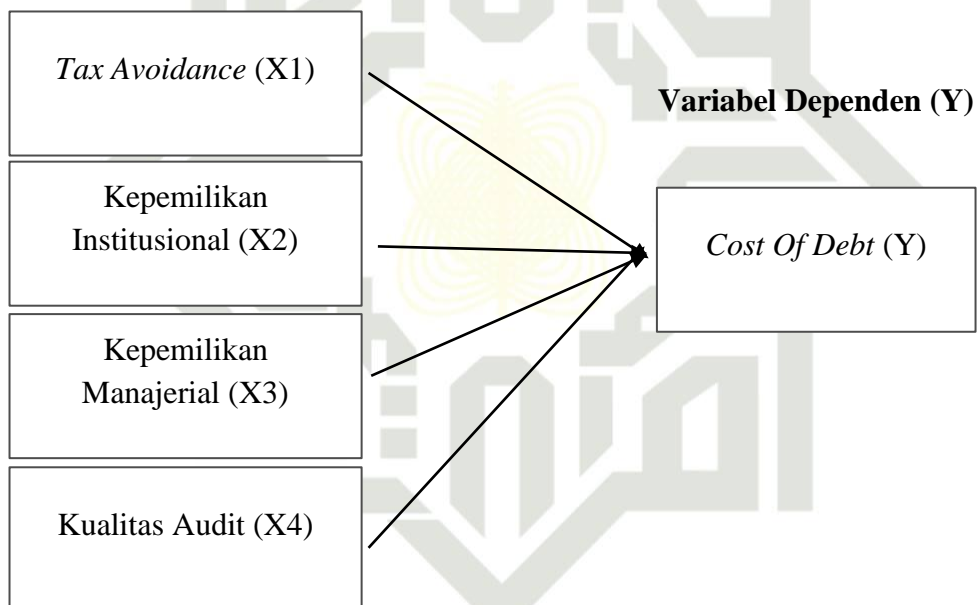 Tax Avoidance (X1)
Variabel Dependen (Y)
Kepemilikan
Institusional (X2)
Cost Of Debt (Y)
Kepemilikan
Manajerial (X3)
Kualitas Audit (X4)